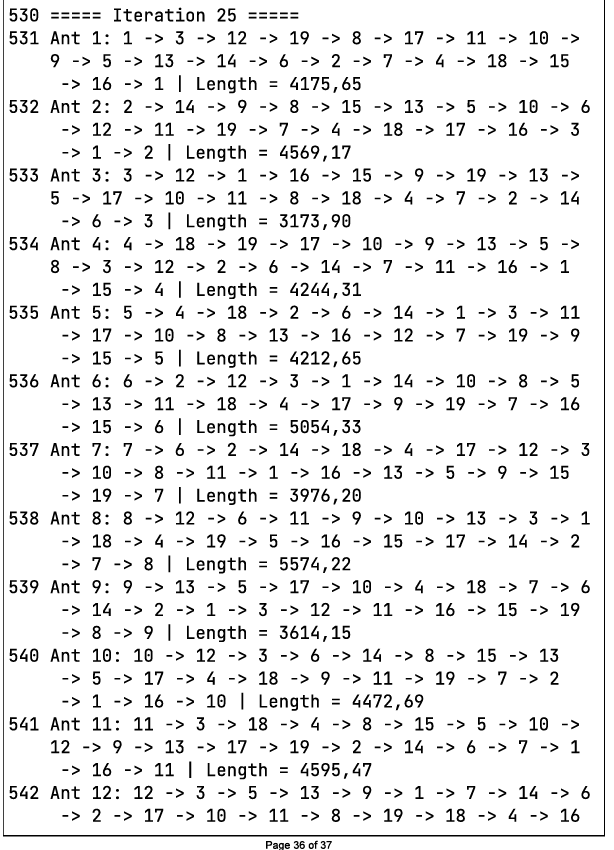 530 ===== Iteration 25 =====
531 Ant 1: 1 -> 3 -> 12 -> 19 -> 8 -> 17 -> 11 -> 10 ->
9 -> 5 -> 13 -> 14 -> 6 -> 2 -> 7 -> 4 -> 18 -> 15
-> 16 -> 1 | Length = 4175,65
532 Ant 2: 2 -> 14 -> 9 -> 8 -> 15 -> 13 -> 5 -> 10 -> 6
-> 12 -> 11 -> 19 -> 7 -> 4 -> 18 -> 17 -> 16 -> 3
-> 1 -> 2 | Length = 4569,17
533 Ant 3: 3 -> 12 -> 1 -> 16 -> 15 -> 9 -> 19 -> 13 ->
5 -> 17 -> 10 -> 11 -> 8 -> 18 -> 4 -> 7 -> 2 -> 14
-> 6 -> 3 | Length = 3173,90
534 Ant 4: 4 -> 18 -> 19 -> 17 -> 10 -> 9 -> 13 -> 5 ->
8 -> 3 -> 12 -> 2 -> 6 -> 14 -> 7 -> 11 -> 16 -> 1
-> 15 -> 4 | Length = 4244,31
535 Ant 5: 5 -> 4 -> 18 -> 2 -> 6 -> 14 -> 1 -> 3 -> 11
-> 17 -> 10 -> 8 -> 13 -> 16 -> 12 -> 7 -> 19 -> 9
-> 15 -> 5 | Length = 4212,65
536 Ant 6: 6 -> 2 -> 12 -> 3 -> 1 -> 14 -> 10 -> 8 -> 5
-> 13 -> 11 -> 18 -> 4 -> 17 -> 9 -> 19 -> 7 -> 16
-> 15 -> 6 | Length = 5054,33
537 Ant 7: 7 -> 6 -> 2 -> 14 -> 18 -> 4 -> 17 -> 12 -> 3
-> 10 -> 8 -> 11 -> 1 -> 16 -> 13 -> 5 -> 9 -> 15
-> 19 -> 7 | Length = 3976,20
538 Ant 8: 8 -> 12 -> 6 -> 11 -> 9 -> 10 -> 13 -> 3 -> 1
-> 18 -> 4 -> 19 -> 5 -> 16 -> 15 -> 17 -> 14 -> 2
-> 7 -> 8 | Length = 5574,22
539 Ant 9: 9 -> 13 -> 5 -> 17 -> 10 -> 4 -> 18 -> 7 -> 6
-> 14 -> 2 -> 1 -> 3 -> 12 -> 11 -> 16 -> 15 -> 19
-> 8 -> 9 | Length = 3614,15
540 Ant 10: 10 -> 12 -> 3 -> 6 -> 14 -> 8 -> 15 -> 13
-> 5 -> 17 -> 4 -> 18 -> 9 -> 11 -> 19 -> 7 -> 2
-> 1 -> 16 -> 10 | Length = 4472,69
541 Ant 11: 11 -> 3 -> 18 -> 4 -> 8 -> 15 -> 5 -> 10 ->
12 -> 9 -> 13 -> 17 -> 19 -> 2 -> 14 -> 6 -> 7 -> 1
-> 16 -> 11 | Length = 4595,47
542 Ant 12: 12 -> 3 -> 5 -> 13 -> 9 -> 1 -> 7 -> 14 -> 6
-> 2 -> 17 -> 10 -> 11 -> 8 -> 19 -> 18 -> 4 -> 16
Page 36 of 37